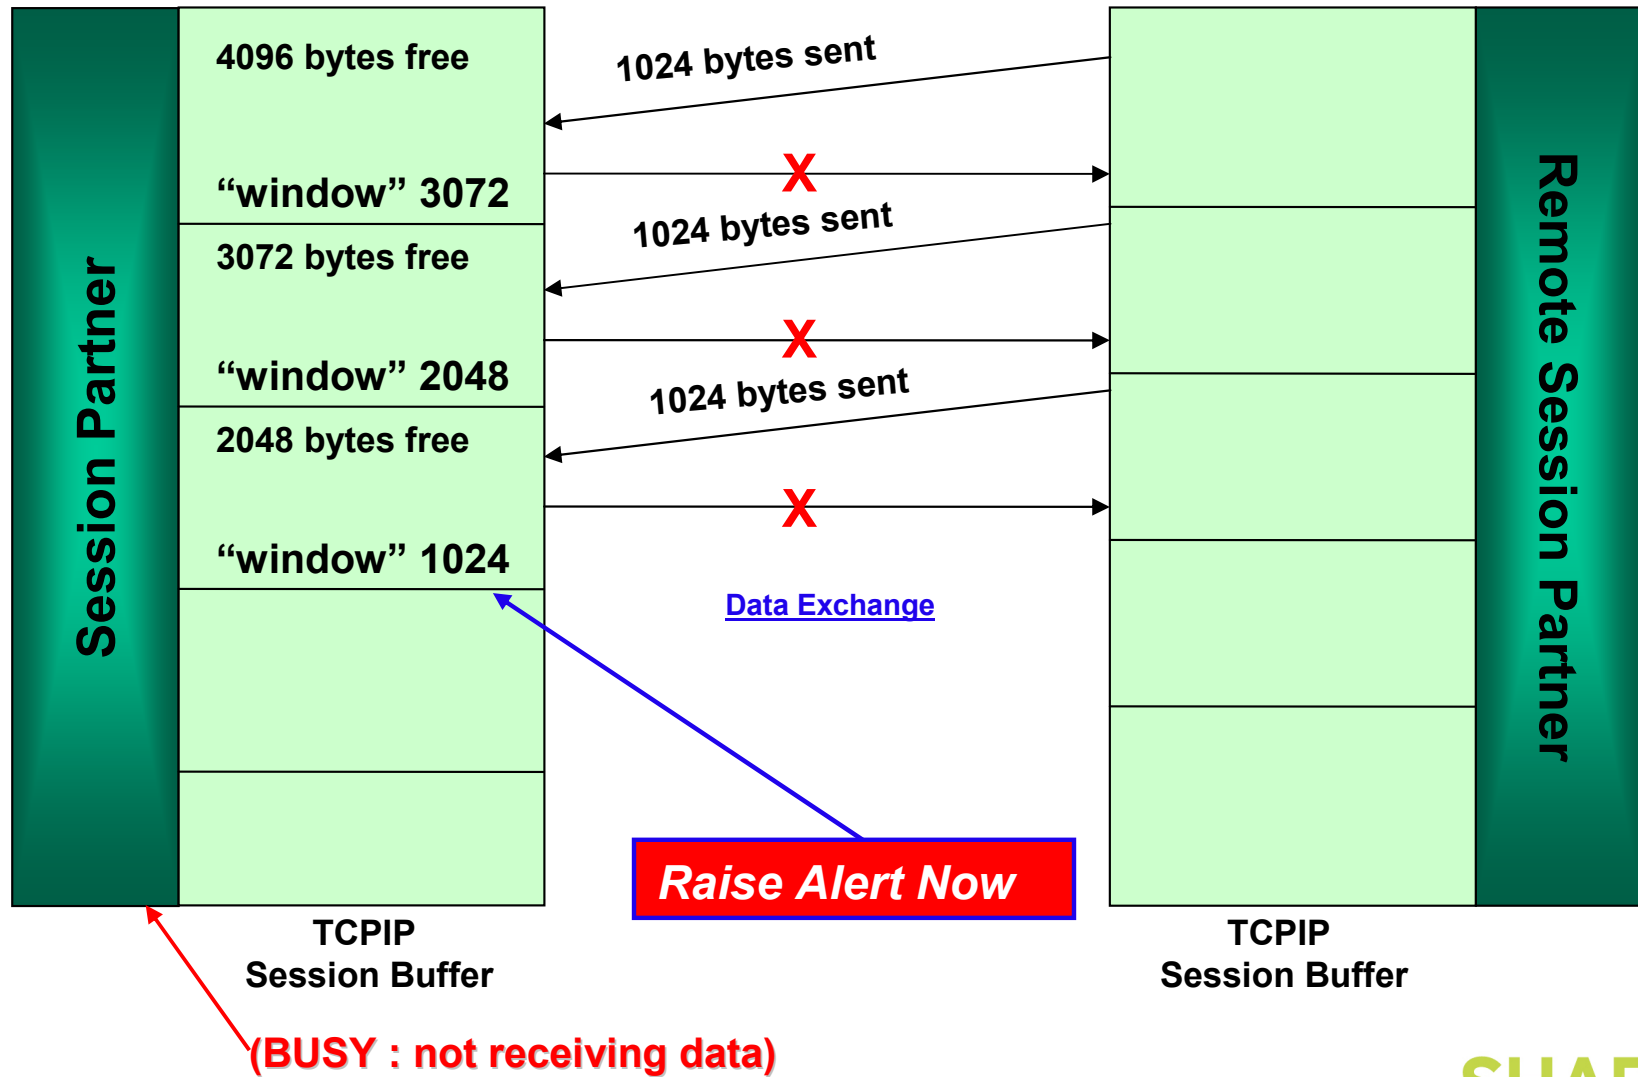 4096 bytes free
1024 bytes sent
X
“window” 3072
1024 bytes sent
3072 bytes free
X
“window” 2048
1024 bytes sent
2048 bytes free
X
“window” 1024
Data Exchange
Session Partner
Remote Session Partner
Raise Alert Now
TCPIP
Session Buffer
TCPIP
Session Buffer
(BUSY : not receiving data)